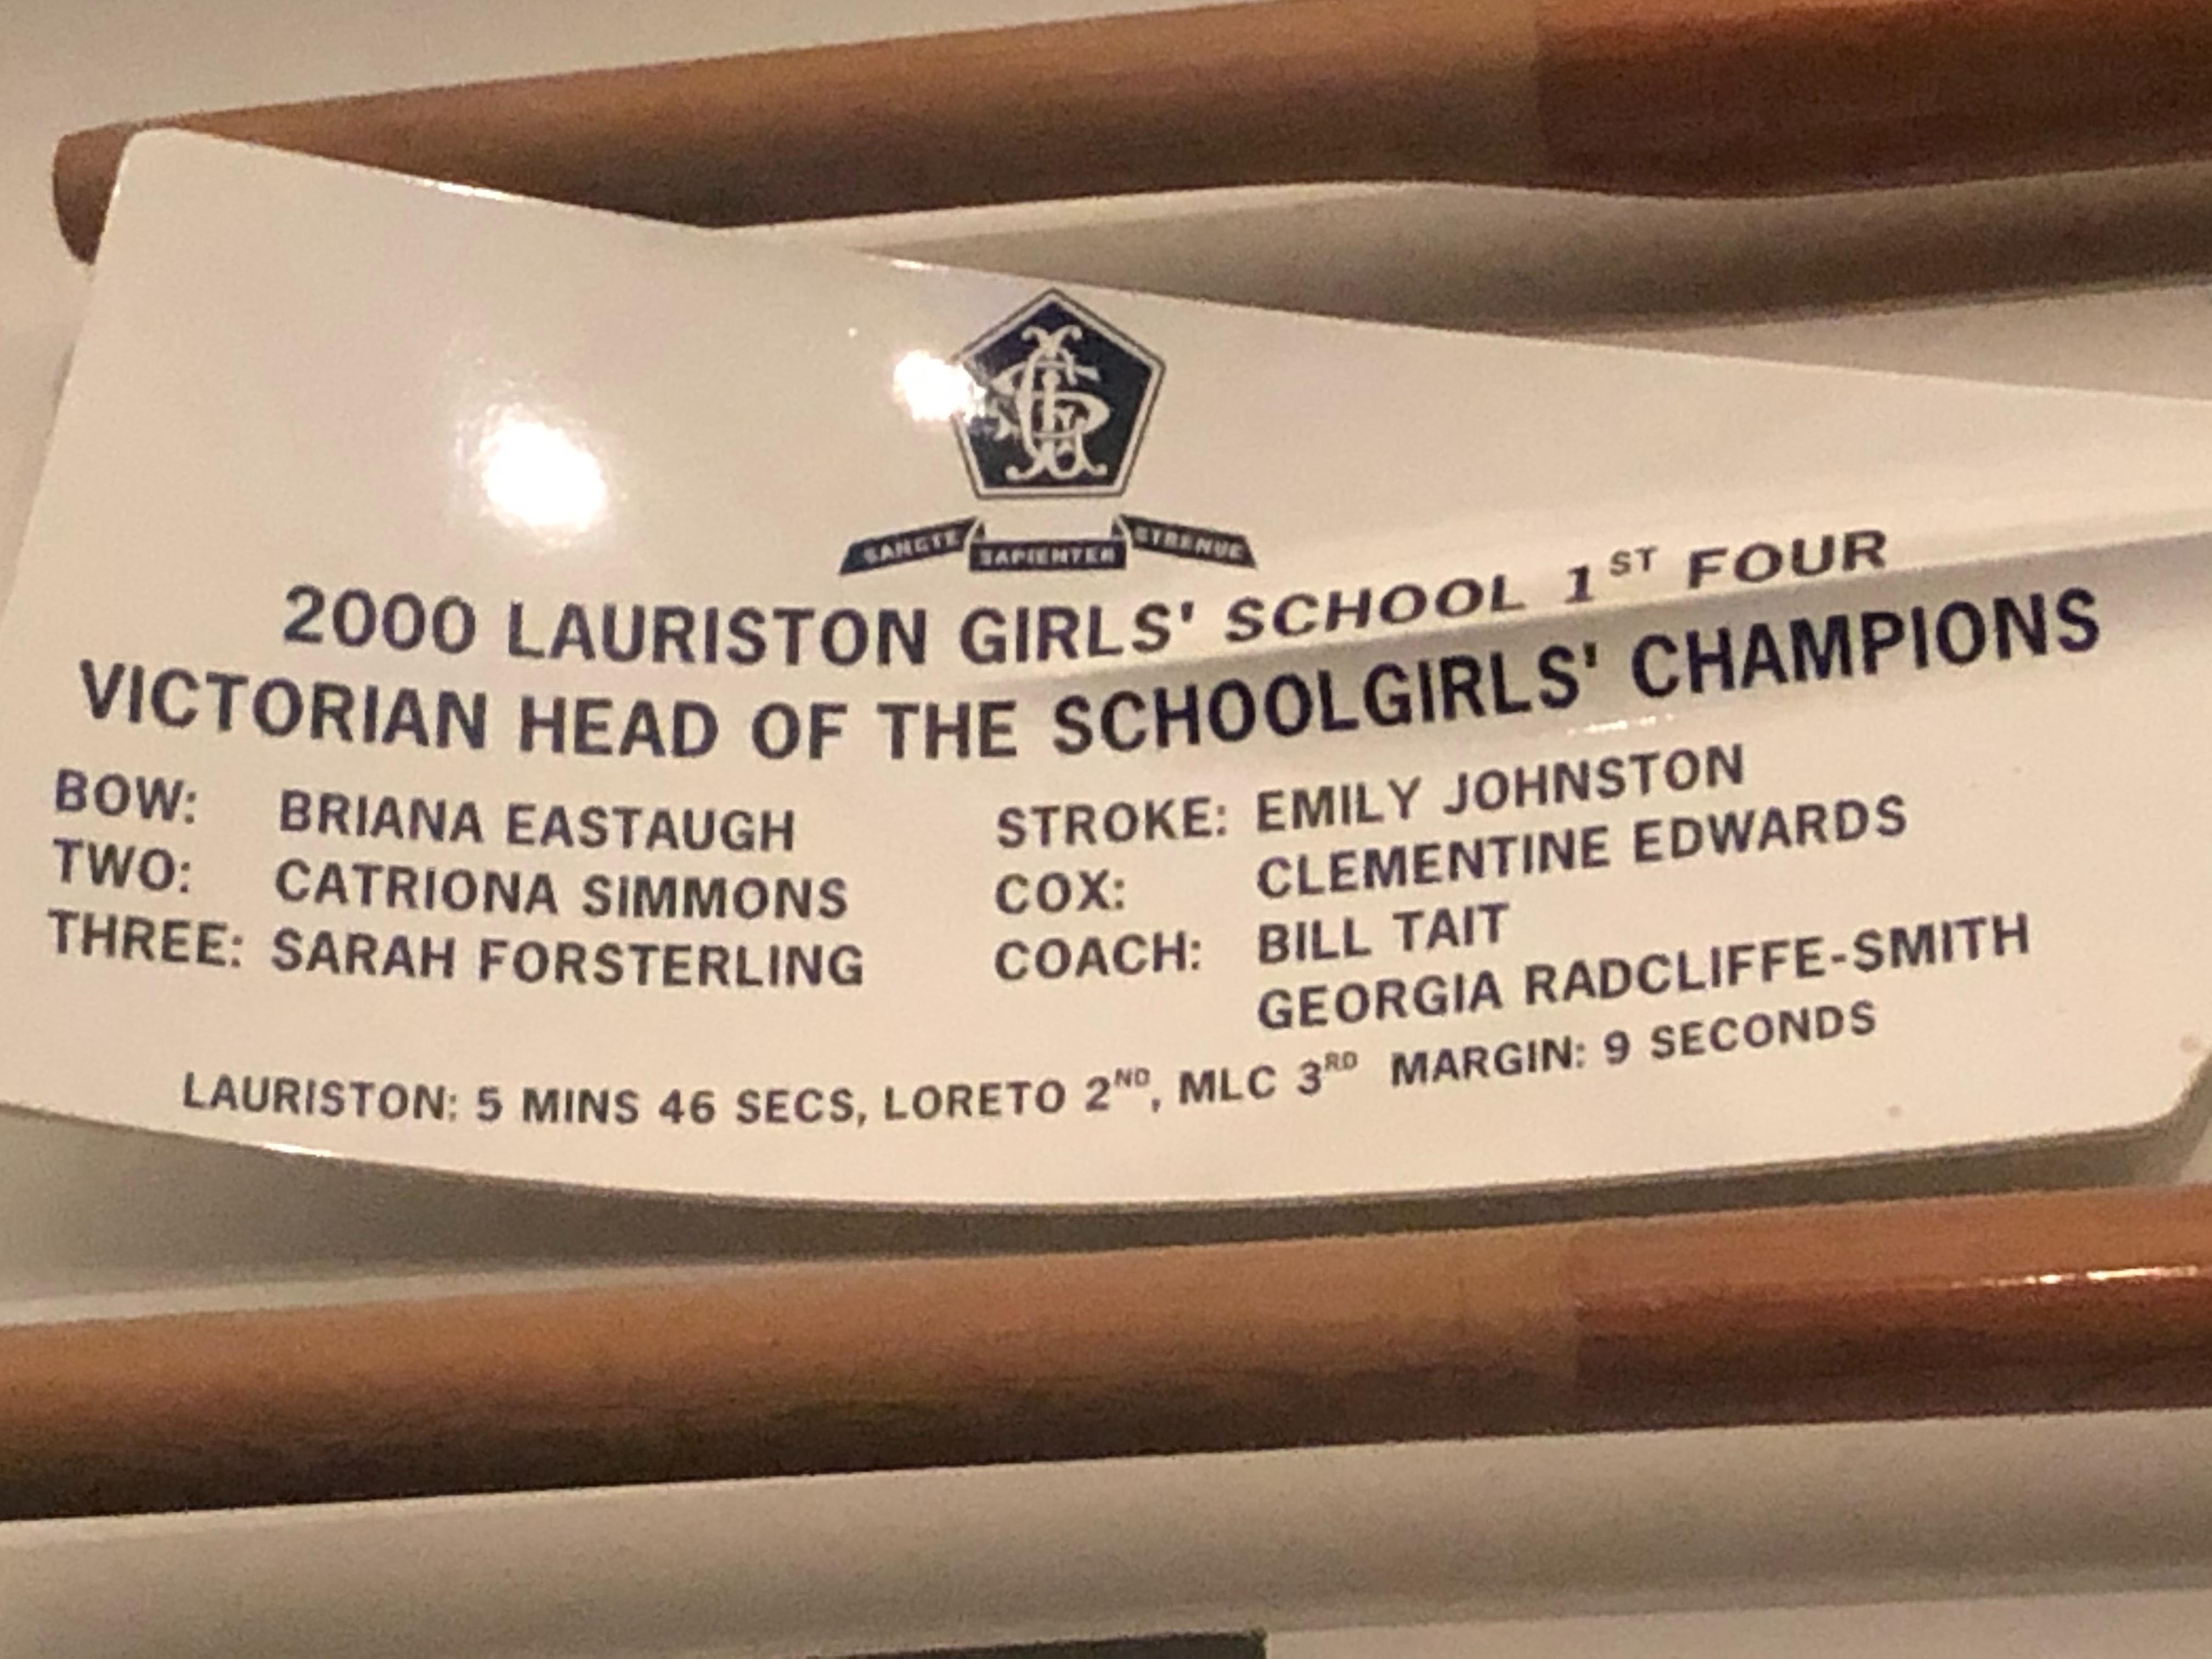 SANCTE SAPIENTER STRENUE
2000 LAURISTON GIRLS' SCHOOL 1ST FOUR
VICTORIAN HEAD OF THE SCHOOLGIRLS' CHAMPIONS
BOW: BRIANA EASTAUGH
TWO: CATRIONA SIMMONS
THREE: SARAH FORSTERLING
STROKE: EMILY JOHNSTON
COX: CLEMENTINE EDWARDS
COACH: BILL TAIT
GEORGIA RADCLIFFE-SMITH
LAURISTON: 5 MINS 46 SECS, LORETO 2ND, MLC 3RD MARGIN: 9 SECONDS